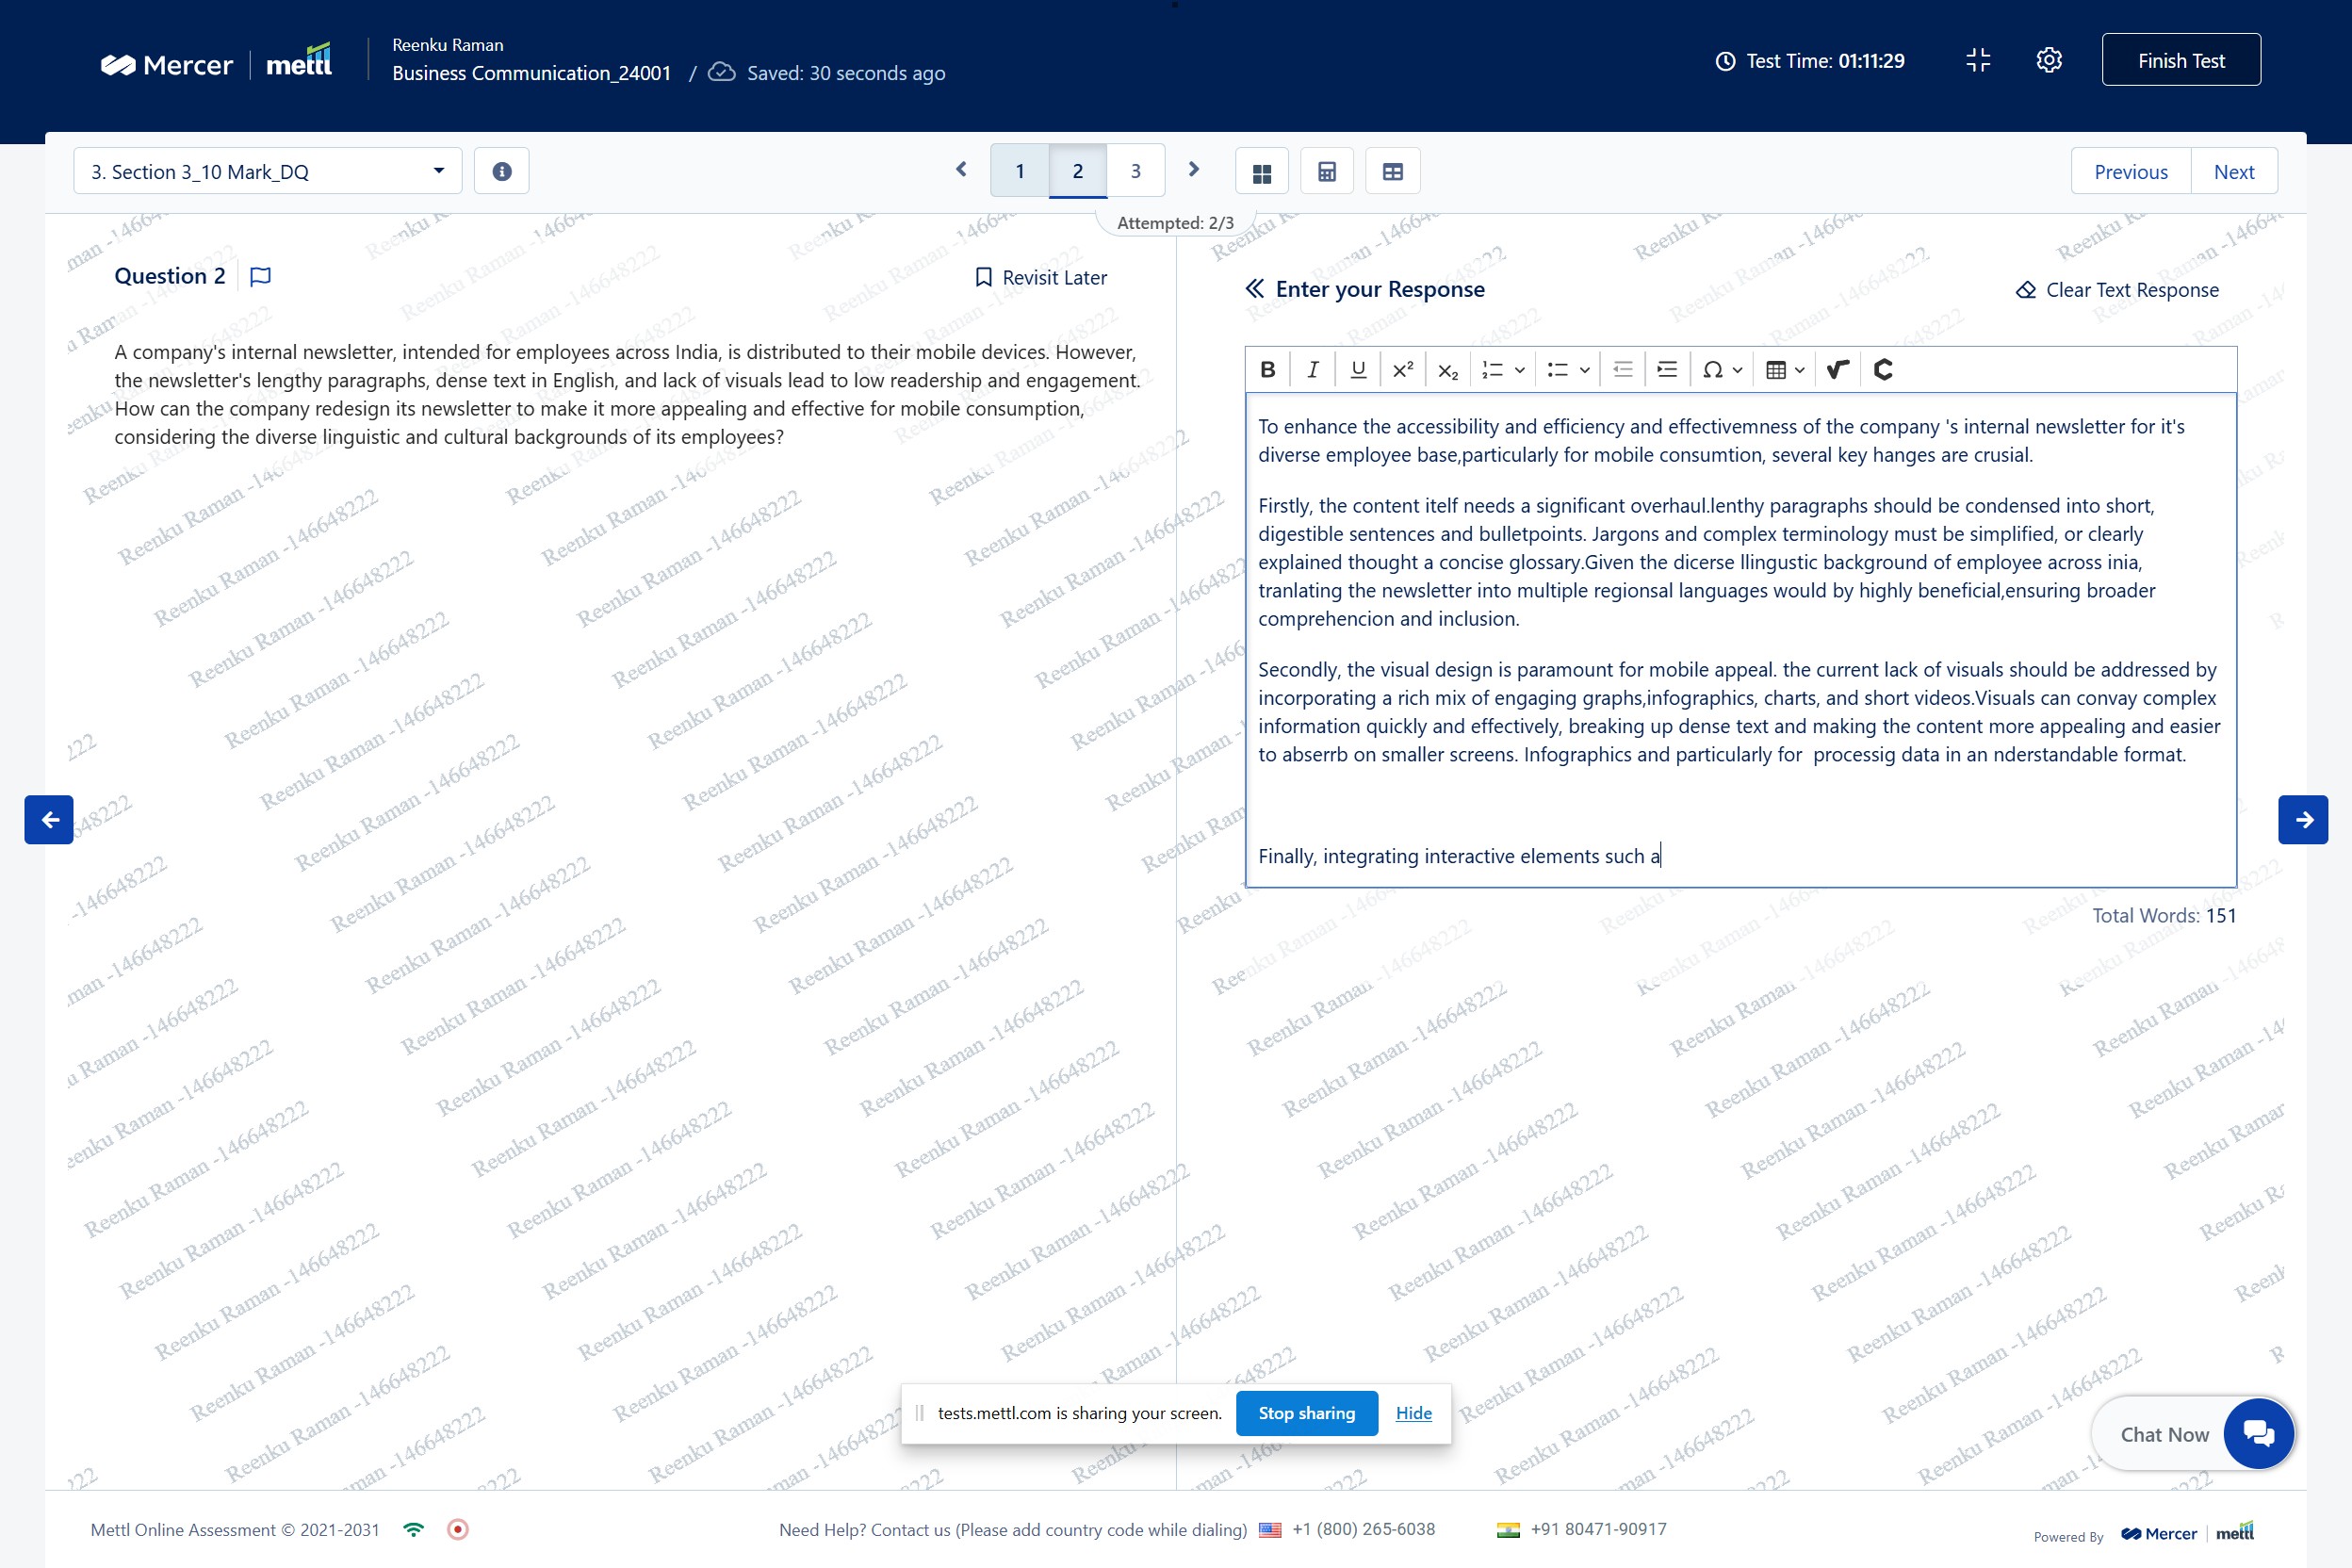 Mercer | mettl
Reenku Raman
Business Communication_24001 / Saved: 30 seconds ago
Test Time: 01:11:29
Finish Test
3. Section 3_10 Mark_DQ
1 2 3
Previous
Next
Attempted: 2/3
Question 2
Revisit Later
A company's internal newsletter, intended for employees across India, is distributed to their mobile devices. However,
the newsletter's lengthy paragraphs, dense text in English, and lack of visuals lead to low readership and engagement.
How can the company redesign its newsletter to make it more appealing and effective for mobile consumption,
considering the diverse linguistic and cultural backgrounds of its employees?
Enter your Response
Clear Text Response
B I U x² x₂ Ω
To enhance the accessibility and efficiency and effectivemness of the company 's internal newsletter for it's
diverse employee base,particularly for mobile consumtion, several key hanges are crusial.
Firstly, the content itelf needs a significant overhaul.lenthy paragraphs should be condensed into short,
digestible sentences and bulletpoints. Jargons and complex terminology must be simplified, or clearly
explained thought a concise glossary.Given the dicerse llingustic background of employee across inia,
tranlating the newsletter into multiple regionsal languages would by highly beneficial,ensuring broader
comprehencion and inclusion.
Secondly, the visual design is paramount for mobile appeal. the current lack of visuals should be addressed by
incorporating a rich mix of engaging graphs,infographics, charts, and short videos.Visuals can convay complex
information quickly and effectively, breaking up dense text and making the content more appealing and easier
to abserrb on smaller screens. Infographics and particularly for  processig data in an nderstandable format.
Finally, integrating interactive elements such a
Total Words: 151
Reenku Raman -146648222
tests.mettl.com is sharing your screen.
Stop sharing
Hide
Chat Now
Mettl Online Assessment © 2021-2031
Need Help? Contact us (Please add country code while dialing) +1 (800) 265-6038 +91 80471-90917
Powered By Mercer | mettl